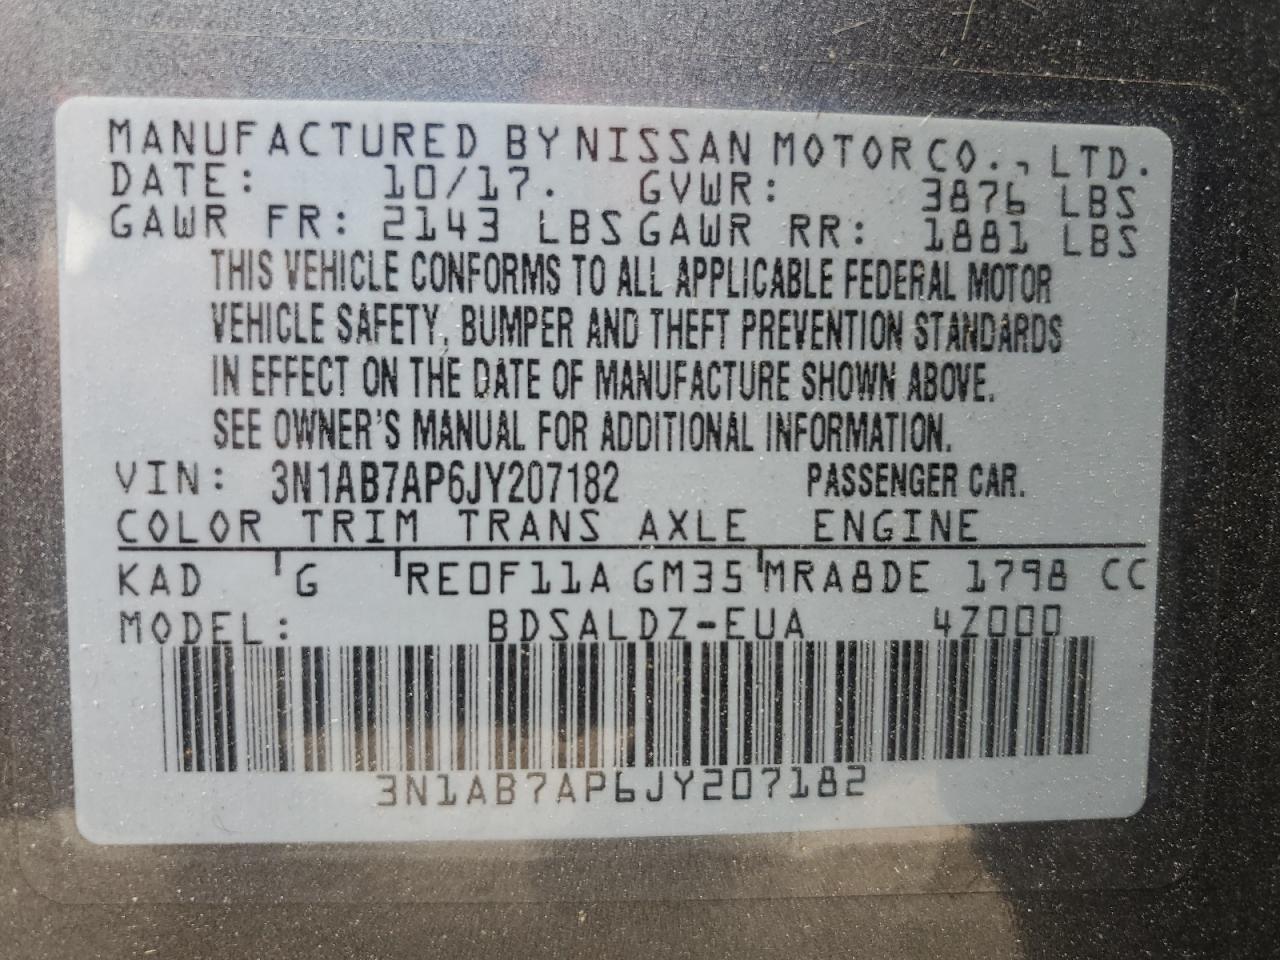 MANUFACTURED BY NISSAN MOTOR CO., LTD.
DATE: 10/17. GVWR: 3876 LBS
GAWR FR: 2143 LBS GAWR RR: 1881 LBS
THIS VEHICLE CONFORMS TO ALL APPLICABLE FEDERAL MOTOR
VEHICLE SAFETY, BUMPER AND THEFT PREVENTION STANDARDS
IN EFFECT ON THE DATE OF MANUFACTURE SHOWN ABOVE.
SEE OWNER'S MANUAL FOR ADDITIONAL INFORMATION.
VIN: 3N1AB7AP6JY207182 PASSENGER CAR.
COLOR TRIM TRANS AXLE ENGINE
KAD G RE0F11A GM35 MRA8DE 1798 CC
MODEL: BDSALDZ-EUA 4Z000
3N1AB7AP6JY207182